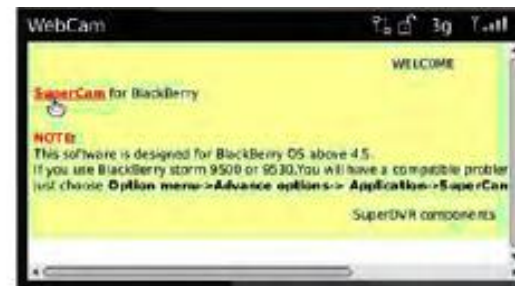 WebCam 3g
WELCOME
SuperCam for BlackBerry
NOTE:
This software is designed for BlackBerry OS above 4.5.
If you use BlackBerry storm 9500 or 9530.You will have a compatible problem
just choose Option menu->Advance options-> Application->SuperCam
SuperDVR components